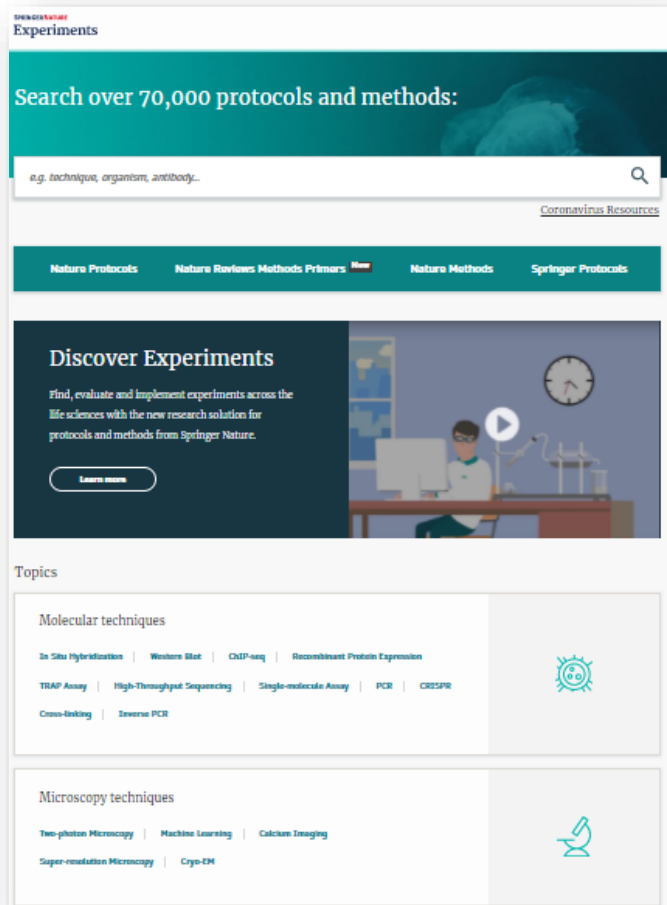 SPRINGER NATURE
Experiments
Search over 70,000 protocols and methods:
e.g. technique, organism, antibody...
Coronavirus Resources
Nature Protocols Nature Reviews Methods Primers New Nature Methods Springer Protocols
Discover Experiments
Find, evaluate and implement experiments across the
life sciences with the new research solution for
protocols and methods from Springer Nature.
Learn more
Topics
Molecular techniques
In Situ Hybridization | Western Blot | ChIP-seq | Recombinant Protein Expression
TRAP Assay | High-Throughput Sequencing | Single-molecule Assay | PCR | CRISPR
Cross-linking | Inverse PCR
Microscopy techniques
Two-photon Microscopy | Machine Learning | Calcium Imaging
Super-resolution Microscopy | Cryo-EM